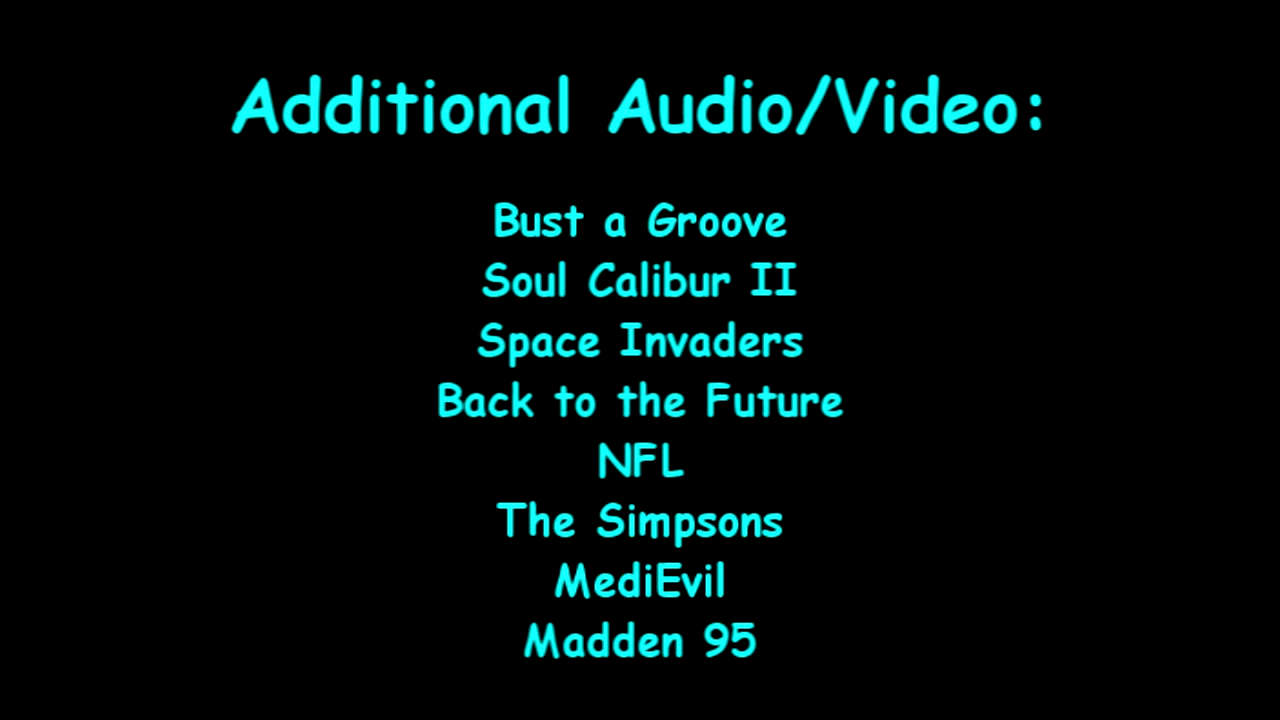 Additional Audio/Video:
Bust a Groove
Soul Calibur II
Space Invaders
Back to the Future
NFL
The Simpsons
MediEvil
Madden 95